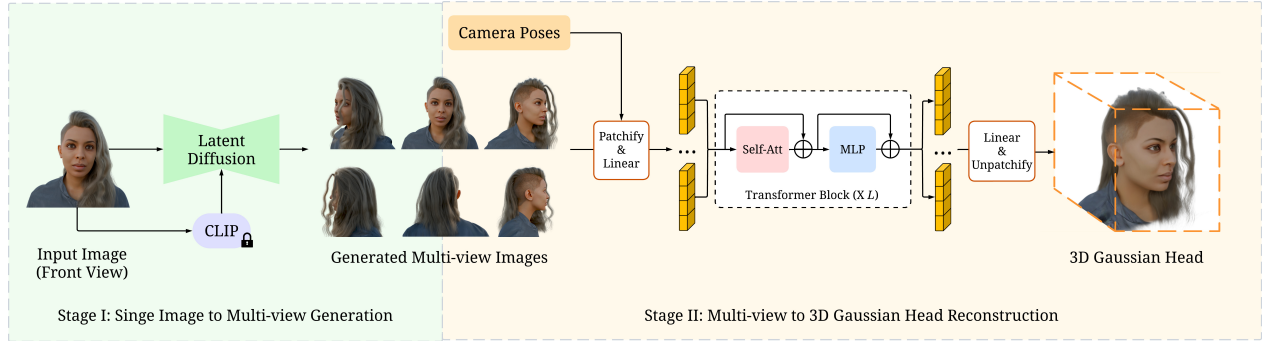 Camera Poses
Latent
Diffusion
CLIP
Input Image
(Front View)
Generated Multi-view Images
Patchify
&
Linear
...
Self-Att
MLP
Transformer Block (X L)
...
Linear
&
Unpatchify
3D Gaussian Head
Stage I: Singe Image to Multi-view Generation
Stage II: Multi-view to 3D Gaussian Head Reconstruction